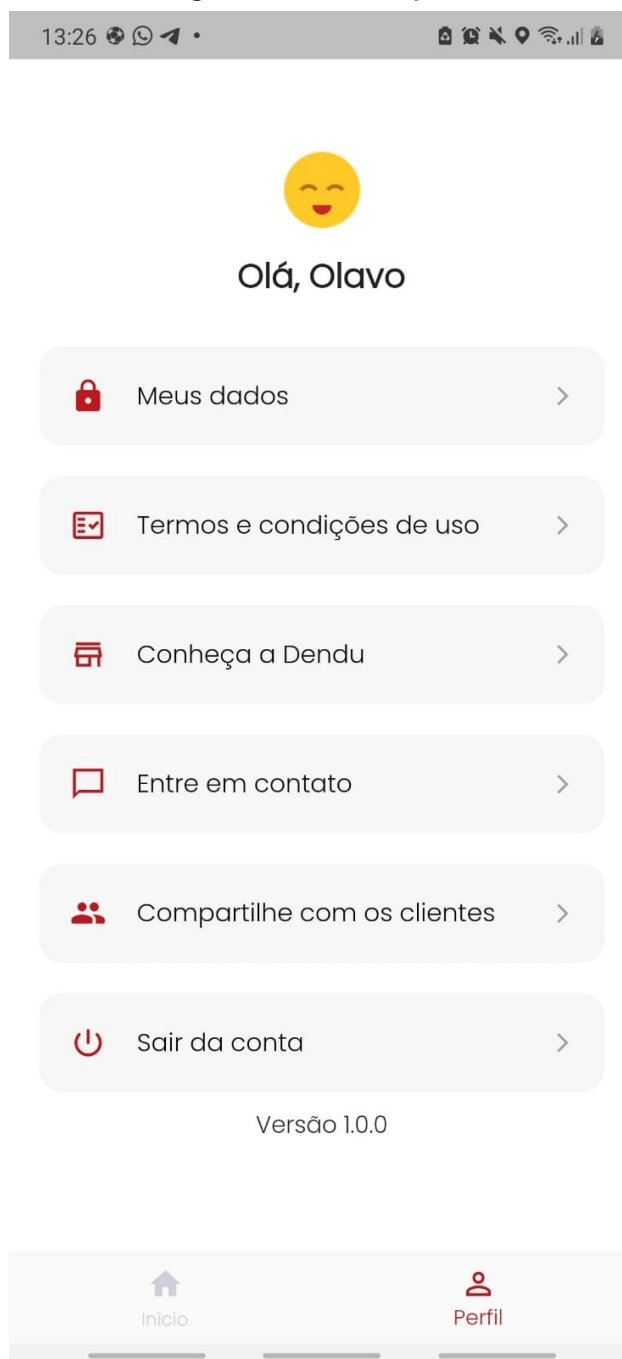 13:26
Olá, Olavo
Meus dados
Termos e condições de uso
Conheça a Dendu
Entre em contato
Compartilhe com os clientes
Sair da conta
Versão 1.0.0
Início
Perfil